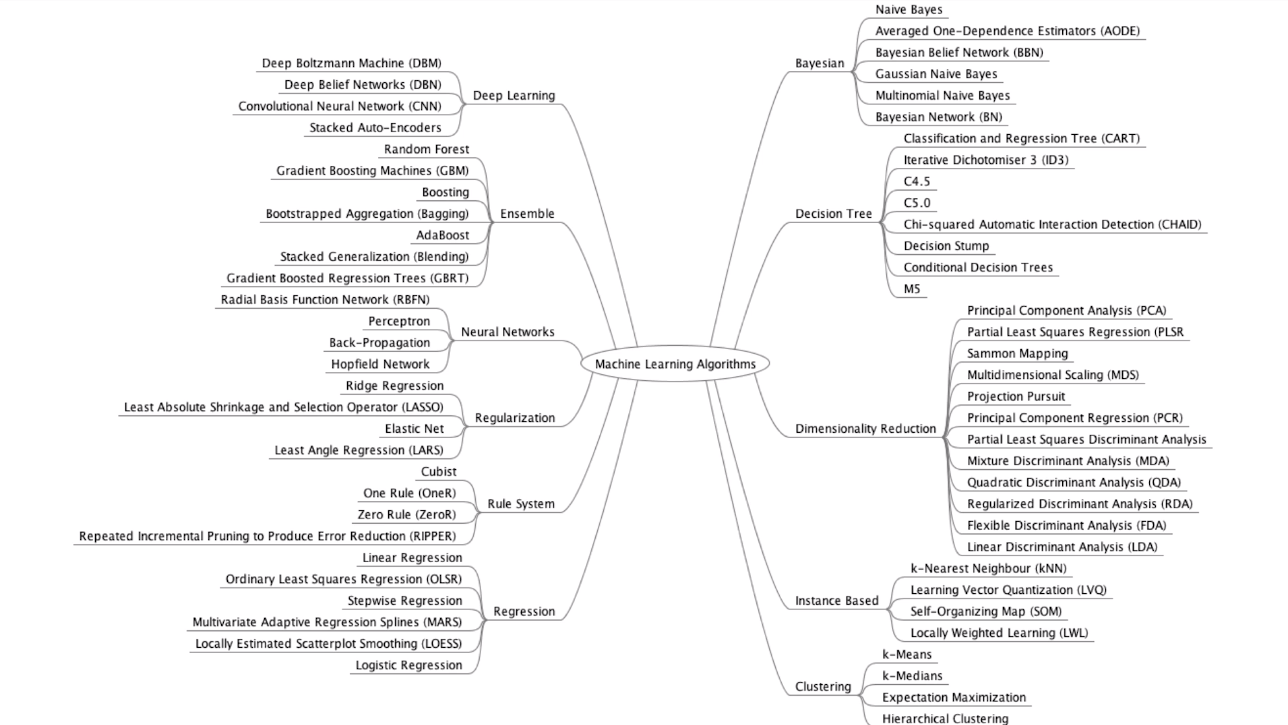 Machine Learning Algorithms
Deep Learning
Deep Boltzmann Machine (DBM)
Deep Belief Networks (DBN)
Convolutional Neural Network (CNN)
Stacked Auto-Encoders
Ensemble
Random Forest
Gradient Boosting Machines (GBM)
Boosting
Bootstrapped Aggregation (Bagging)
AdaBoost
Stacked Generalization (Blending)
Gradient Boosted Regression Trees (GBRT)
Neural Networks
Radial Basis Function Network (RBFN)
Perceptron
Back-Propagation
Hopfield Network
Regularization
Ridge Regression
Least Absolute Shrinkage and Selection Operator (LASSO)
Elastic Net
Least Angle Regression (LARS)
Rule System
Cubist
One Rule (OneR)
Zero Rule (ZeroR)
Repeated Incremental Pruning to Produce Error Reduction (RIPPER)
Regression
Linear Regression
Ordinary Least Squares Regression (OLSR)
Stepwise Regression
Multivariate Adaptive Regression Splines (MARS)
Locally Estimated Scatterplot Smoothing (LOESS)
Logistic Regression
Bayesian
Naive Bayes
Averaged One-Dependence Estimators (AODE)
Bayesian Belief Network (BBN)
Gaussian Naive Bayes
Multinomial Naive Bayes
Bayesian Network (BN)
Decision Tree
Classification and Regression Tree (CART)
Iterative Dichotomiser 3 (ID3)
C4.5
C5.0
Chi-squared Automatic Interaction Detection (CHAID)
Decision Stump
Conditional Decision Trees
M5
Dimensionality Reduction
Principal Component Analysis (PCA)
Partial Least Squares Regression (PLSR
Sammon Mapping
Multidimensional Scaling (MDS)
Projection Pursuit
Principal Component Regression (PCR)
Partial Least Squares Discriminant Analysis
Mixture Discriminant Analysis (MDA)
Quadratic Discriminant Analysis (QDA)
Regularized Discriminant Analysis (RDA)
Flexible Discriminant Analysis (FDA)
Linear Discriminant Analysis (LDA)
Instance Based
k-Nearest Neighbour (kNN)
Learning Vector Quantization (LVQ)
Self-Organizing Map (SOM)
Locally Weighted Learning (LWL)
Clustering
k-Means
k-Medians
Expectation Maximization
Hierarchical Clustering